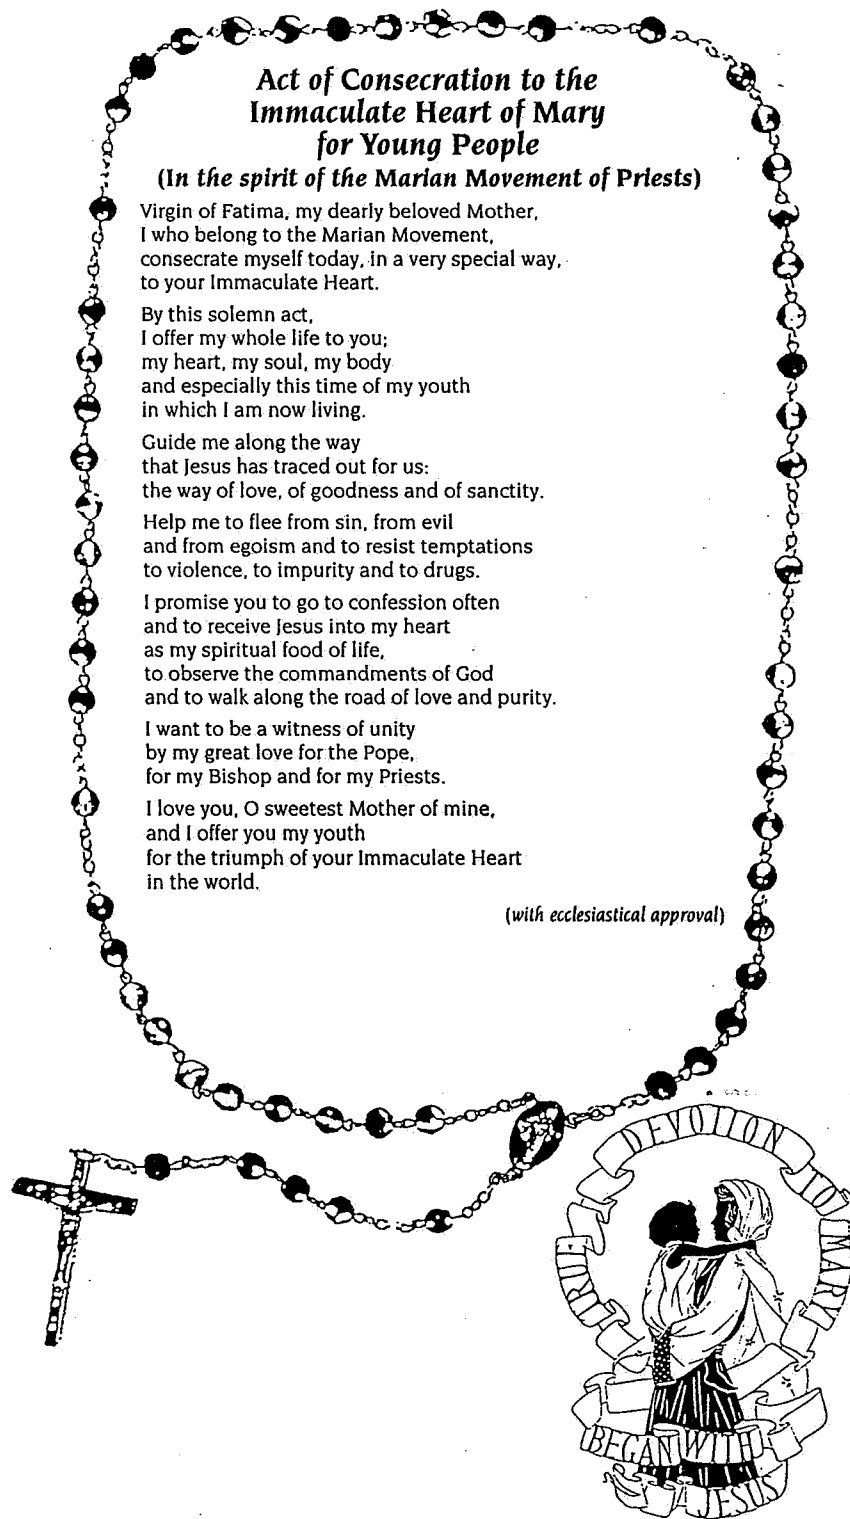 Act of Consecration to the
Immaculate Heart of Mary
for Young People
(In the spirit of the Marian Movement of Priests)
Virgin of Fatima, my dearly beloved Mother,
I who belong to the Marian Movement,
consecrate myself today, in a very special way,
to your Immaculate Heart.
By this solemn act,
I offer my whole life to you;
my heart, my soul, my body
and especially this time of my youth
in which I am now living.
Guide me along the way
that Jesus has traced out for us:
the way of love, of goodness and of sanctity.
Help me to flee from sin, from evil
and from egoism and to resist temptations
to violence, to impurity and to drugs.
I promise you to go to confession often
and to receive Jesus into my heart
as my spiritual food of life,
to observe the commandments of God
and to walk along the road of love and purity.
I want to be a witness of unity
by my great love for the Pope,
for my Bishop and for my Priests.
I love you, O sweetest Mother of mine,
and I offer you my youth
for the triumph of your Immaculate Heart
in the world.
(with ecclesiastical approval)
TRUE DEVOTION TO MARY
BEGAN WITH
JESUS